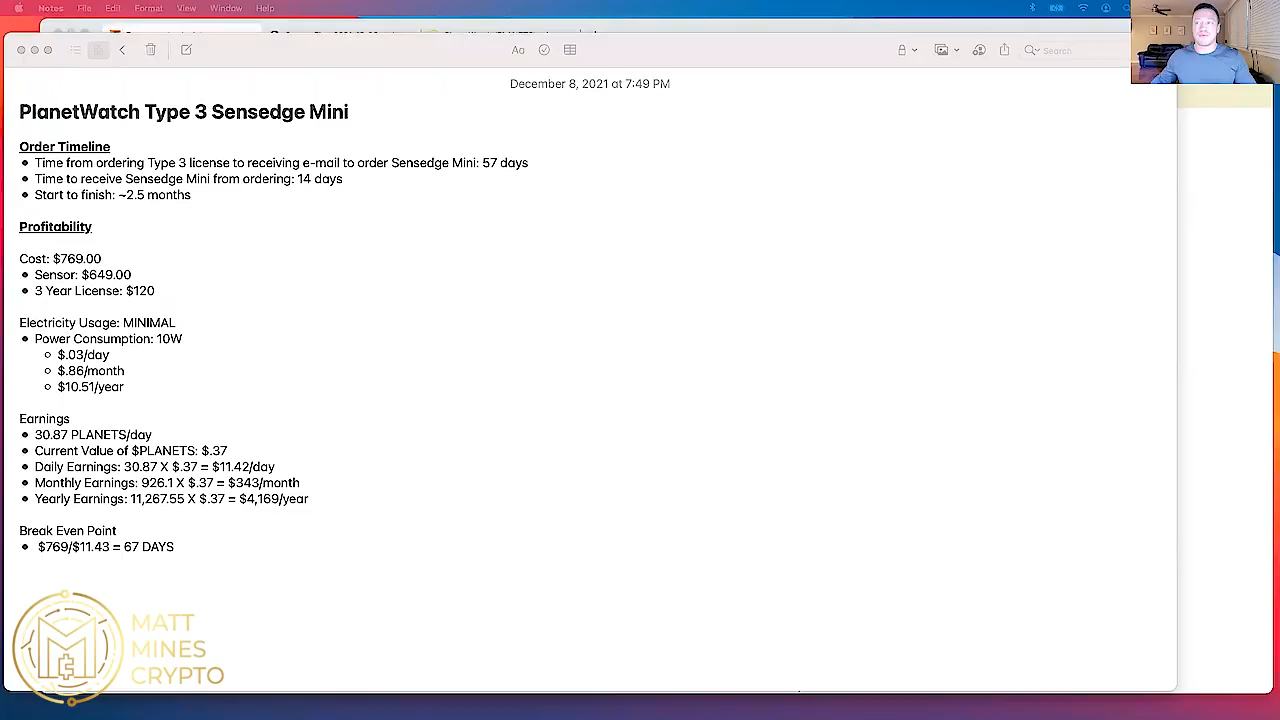 Notes File Edit Format View Window Help
Aa
Search
December 8, 2021 at 7:49 PM
PlanetWatch Type 3 Sensedge Mini
Order Timeline
Time from ordering Type 3 license to receiving e-mail to order Sensedge Mini: 57 days
Time to receive Sensedge Mini from ordering: 14 days
Start to finish: ~2.5 months
Profitability
Cost: $769.00
Sensor: $649.00
3 Year License: $120
Electricity Usage: MINIMAL
Power Consumption: 10W
$.03/day
$.86/month
$10.51/year
Earnings
30.87 PLANETS/day
Current Value of $PLANETS: $.37
Daily Earnings: 30.87 X $.37 = $11.42/day
Monthly Earnings: 926.1 X $.37 = $343/month
Yearly Earnings: 11,267.55 X $.37 = $4,169/year
Break Even Point
$769/$11.43 = 67 DAYS
MATT
MINES
CRYPTO